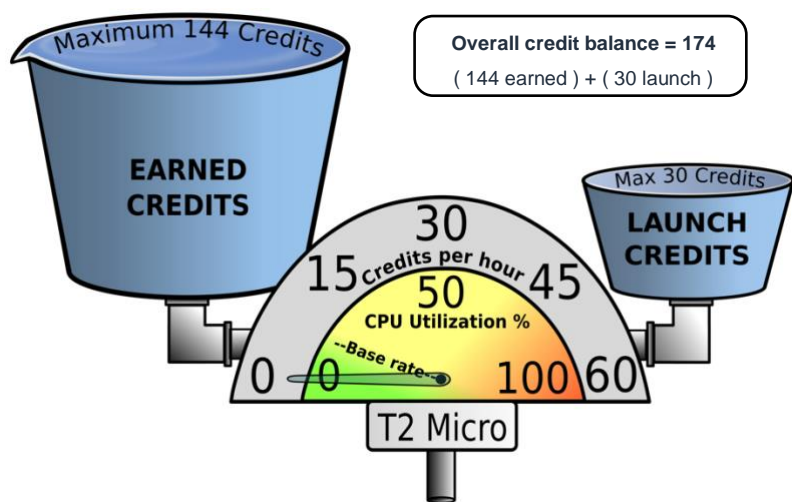 Maximum 144 Credits
Overall credit balance = 174
( 144 earned ) + ( 30 launch )
EARNED
CREDITS
Max 30 Credits
LAUNCH
CREDITS
0
15
30
45
60
Credits per hour
50
CPU Utilization %
--Base rate--
0
100
T2 Micro